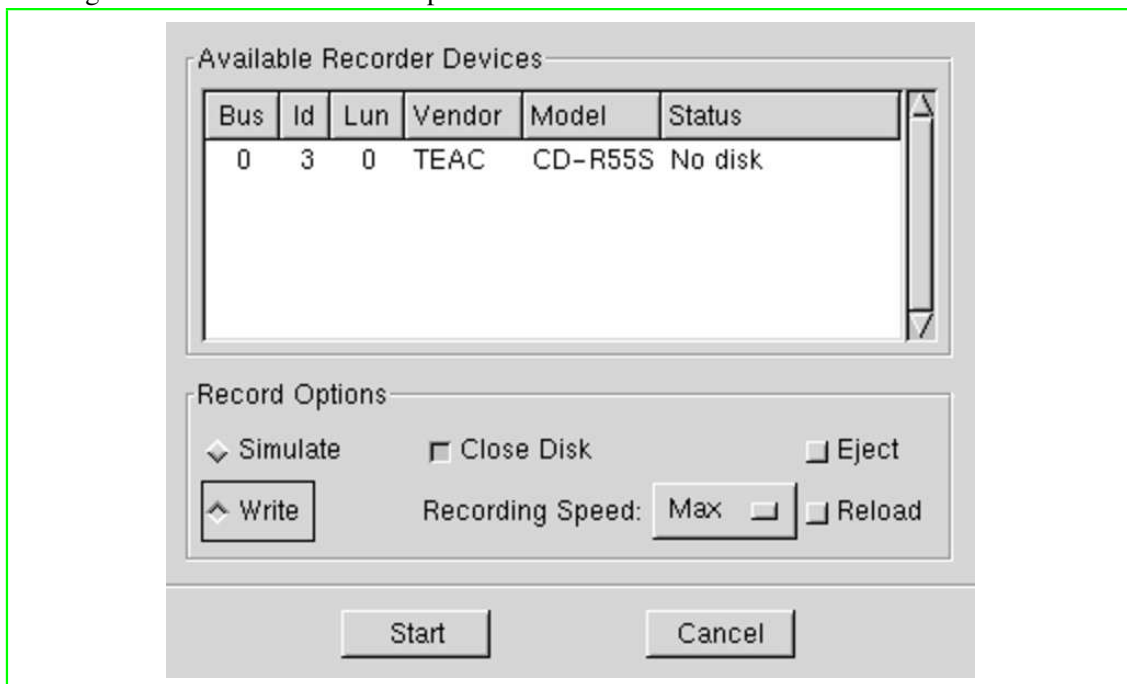 Available Recorder Devices
Bus Id Lun Vendor Model Status
0 3 0 TEAC CD-R55S No disk
Record Options
Simulate Close Disk Eject
Write Recording Speed: Max Reload
Start Cancel